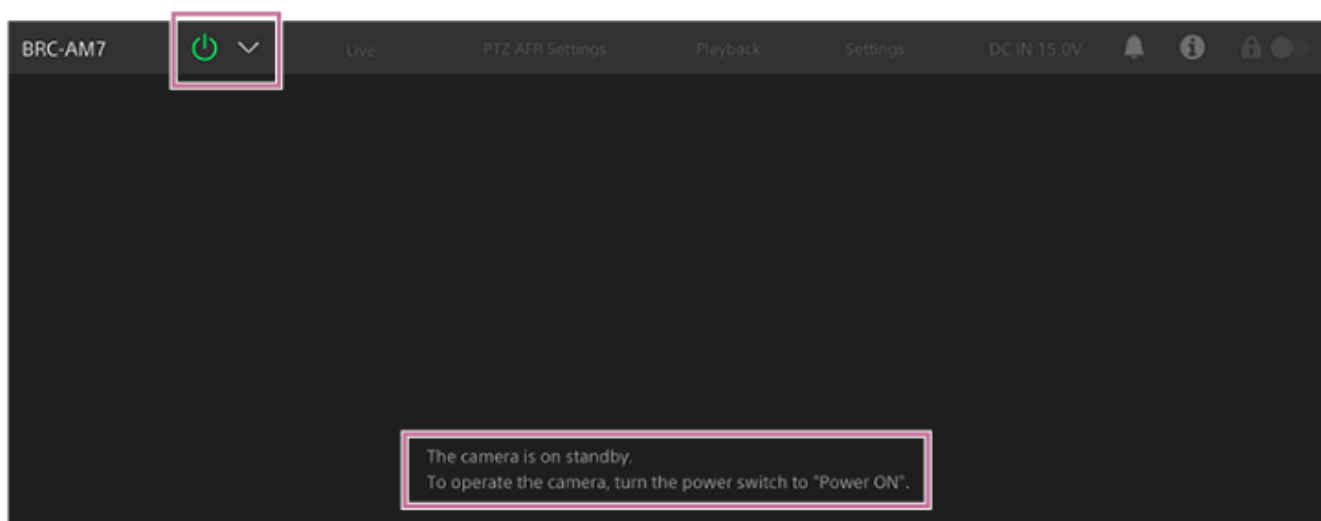 BRC-AM7 Live PTZ AFR Settings Playback Settings DC IN 15.0V
The camera is on standby.
To operate the camera, turn the power switch to "Power ON".